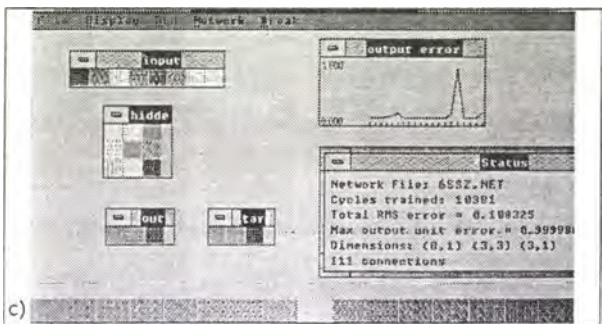 File Display Run Network Break
input
output error
1.000
0.000
hidde
Status
Network File: 6SSZ.NET
Cycles trained: 10301
Total RMS error = 0.100325
Max output unit error = 0.99998
Dimensions: (8,1) (3,3) (3,1)
111 connections
out
tar
c)